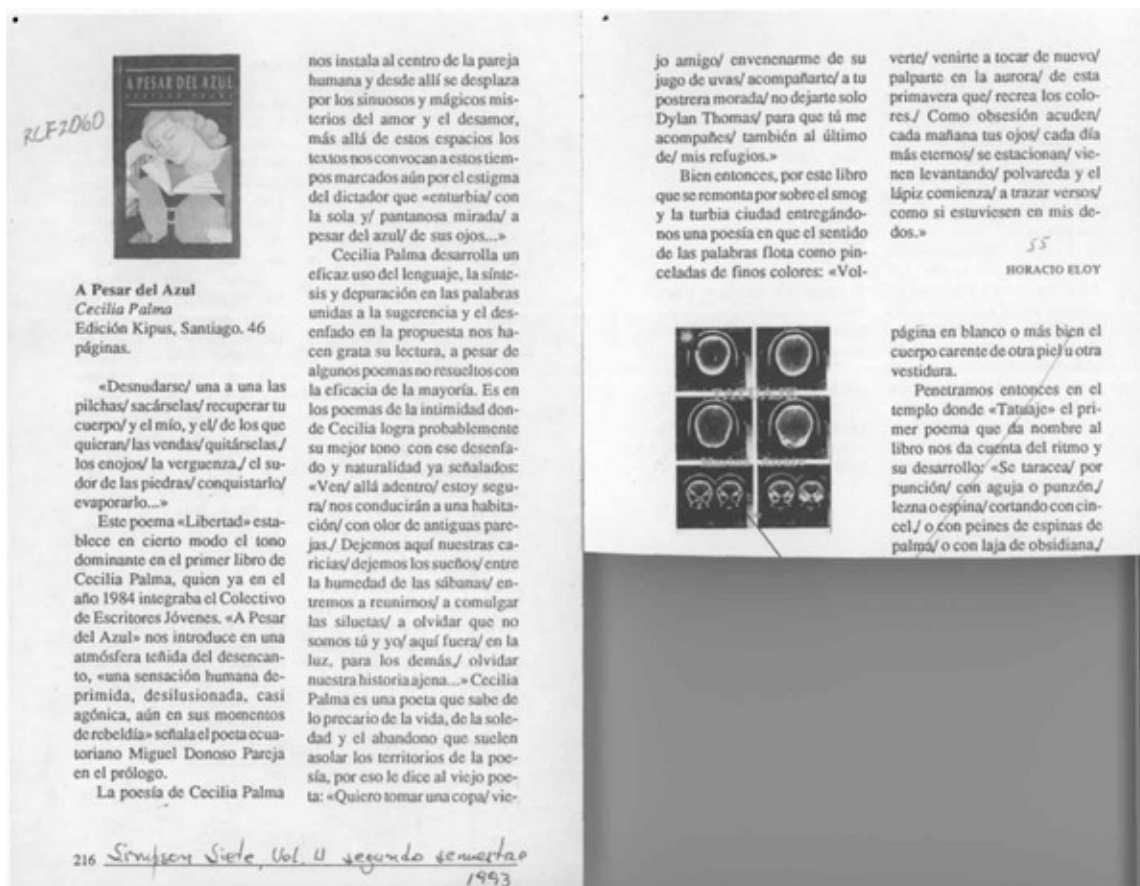 RCF2060
A PESAR DEL AZUL
A Pesar del Azul
Cecilia Palma
Edición Kipus, Santiago. 46
páginas.
«Desnudarse/ una a una las
pilchas/ sacárselas/ recuperar tu
cuerpo/ y el mío, y el/ de los que
quieran/ las vendas/ quitárselas,/
los enojos/ la verguenza,/ el su-
dor de las piedras/ conquistarlo/
evaporarlo...»
Este poema «Libertad» esta-
blece en cierto modo el tono
dominante en el primer libro de
Cecilia Palma, quien ya en el
año 1984 integraba el Colectivo
de Escritores Jóvenes. «A Pesar
del Azul» nos introduce en una
atmósfera teñida del desencan-
to, «una sensación humana de-
primida, desilusionada, casi
agónica, aún en sus momentos
de rebeldía» señala el poeta ecua-
toriano Miguel Donoso Pareja
en el prólogo.
La poesía de Cecilia Palma
nos instala al centro de la pareja
humana y desde allí se desplaza
por los sinuosos y mágicos mis-
terios del amor y el desamor,
más allá de estos espacios los
textos nos convocan a estos tiem-
pos marcados aún por el estigma
del dictador que «enturbia/ con
la sola y/ pantanosa mirada/ a
pesar del azul/ de sus ojos...»
Cecilia Palma desarrolla un
eficaz uso del lenguaje, la sínte-
sis y depuración en las palabras
unidas a la sugerencia y el des-
enfado en la propuesta nos ha-
cen grata su lectura, a pesar de
algunos poemas no resueltos con
la eficacia de la mayoría. Es en
los poemas de la intimidad don-
de Cecilia logra probablemente
su mejor tono con ese desenfa-
do y naturalidad ya señalados:
«Ven/ allá adentro/ estoy segu-
ra/ nos conducirán a una habita-
ción/ con olor de antiguas pare-
jas./ Dejemos aquí nuestras ca-
ricias/ dejemos los sueños/ entre
la humedad de las sábanas/ en-
tremos a reunirnos/ a comulgar
las siluetas/ a olvidar que no
somos tú y yo/ aquí fuera/ en la
luz, para los demás,/ olvidar
nuestra historia ajena...» Cecilia
Palma es una poeta que sabe de
lo precario de la vida, de la sole-
dad y el abandono que suelen
asolar los territorios de la poe-
sía, por eso le dice al viejo poe-
ta: «Quiero tomar una copa/ vie-
216 Simpson Siete, Vol. 4 segundo semestre
1993
jo amigo/ envenenarme de su
jugo de uvas/ acompañarte/ a tu
postrera morada/ no dejarte solo
Dylan Thomas/ para que tú me
acompañes/ también al último
de/ mis refugios.»
Bien entonces, por este libro
que se remonta por sobre el smog
y la turbia ciudad entregándo-
nos una poesía en que el sentido
de las palabras flota como pin-
celadas de finos colores: «Vol-
verte/ venirte a tocar de nuevo/
palparte en la aurora/ de esta
primavera que/ recrea los colo-
res./ Como obsesión acuden/
cada mañana tus ojos/ cada día
más eternos/ se estacionan/ vie-
nen levantando/ polvareda y el
lápiz comienza/ a trazar versos/
como si estuviesen en mis de-
dos.»
55
HORACIO ELOY
página en blanco o más bien el
cuerpo carente de otra piel u otra
vestidura.
Penetramos entonces en el
templo donde «Tatuaje» el pri-
mer poema que da nombre al
libro nos da cuenta del ritmo y
su desarrollo: «Se taracea/ por
punción/ con aguja o punzón,/
lezna o espina/ cortando con cin-
cel,/ o con peines de espinas de
palma/ o con laja de obsidiana,/